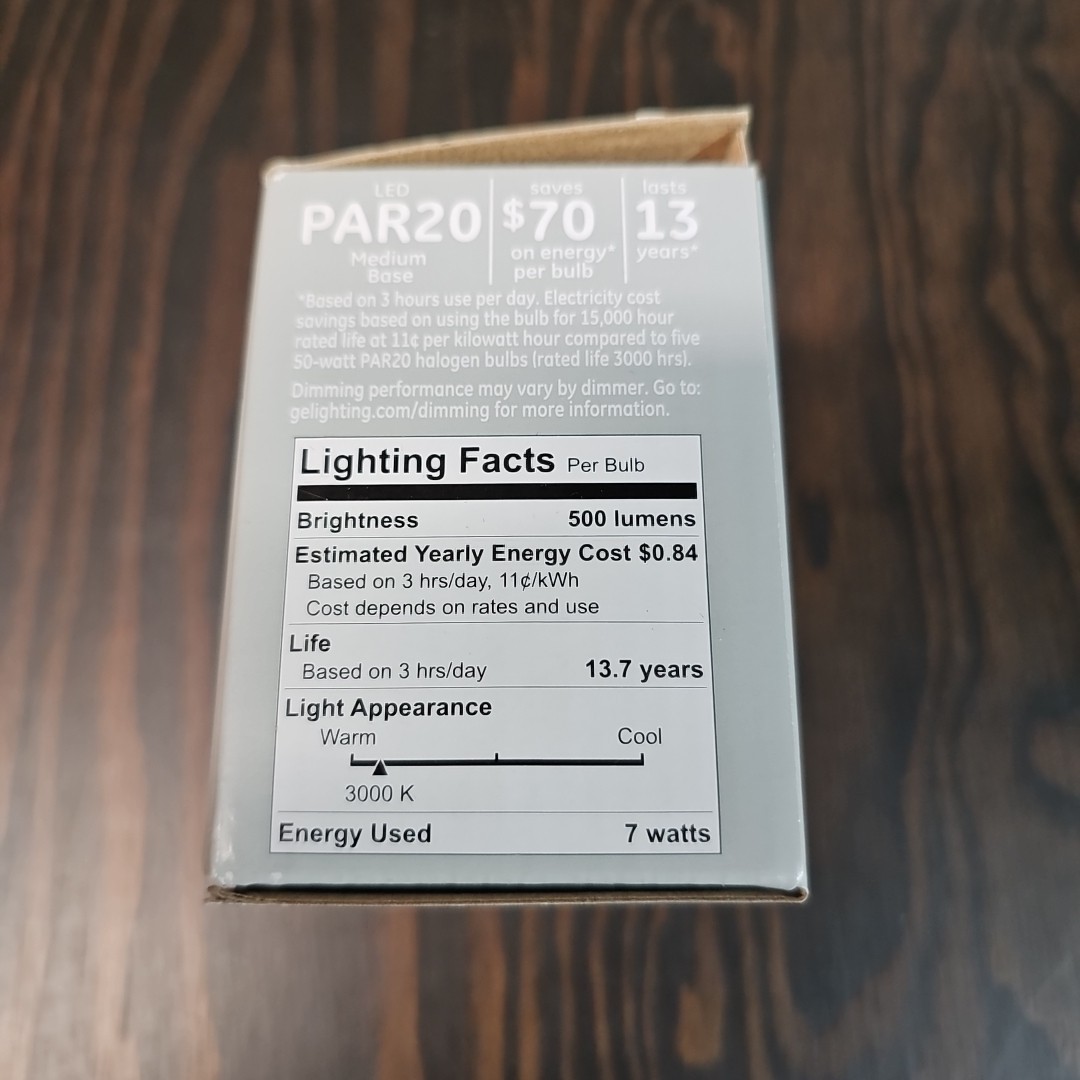 LED
PAR20
Medium
Base
saves
$70
on energy*
per bulb
lasts
13
years*
*Based on 3 hours use per day. Electricity cost
savings based on using the bulb for 15,000 hour
rated life at 11¢ per kilowatt hour compared to five
50-watt PAR20 halogen bulbs (rated life 3000 hrs).
Dimming performance may vary by dimmer. Go to:
gelighting.com/dimming for more information.
Lighting Facts Per Bulb
Brightness 500 lumens
Estimated Yearly Energy Cost $0.84
Based on 3 hrs/day, 11¢/kWh
Cost depends on rates and use
Life
Based on 3 hrs/day 13.7 years
Light Appearance
Warm Cool
3000 K
Energy Used 7 watts